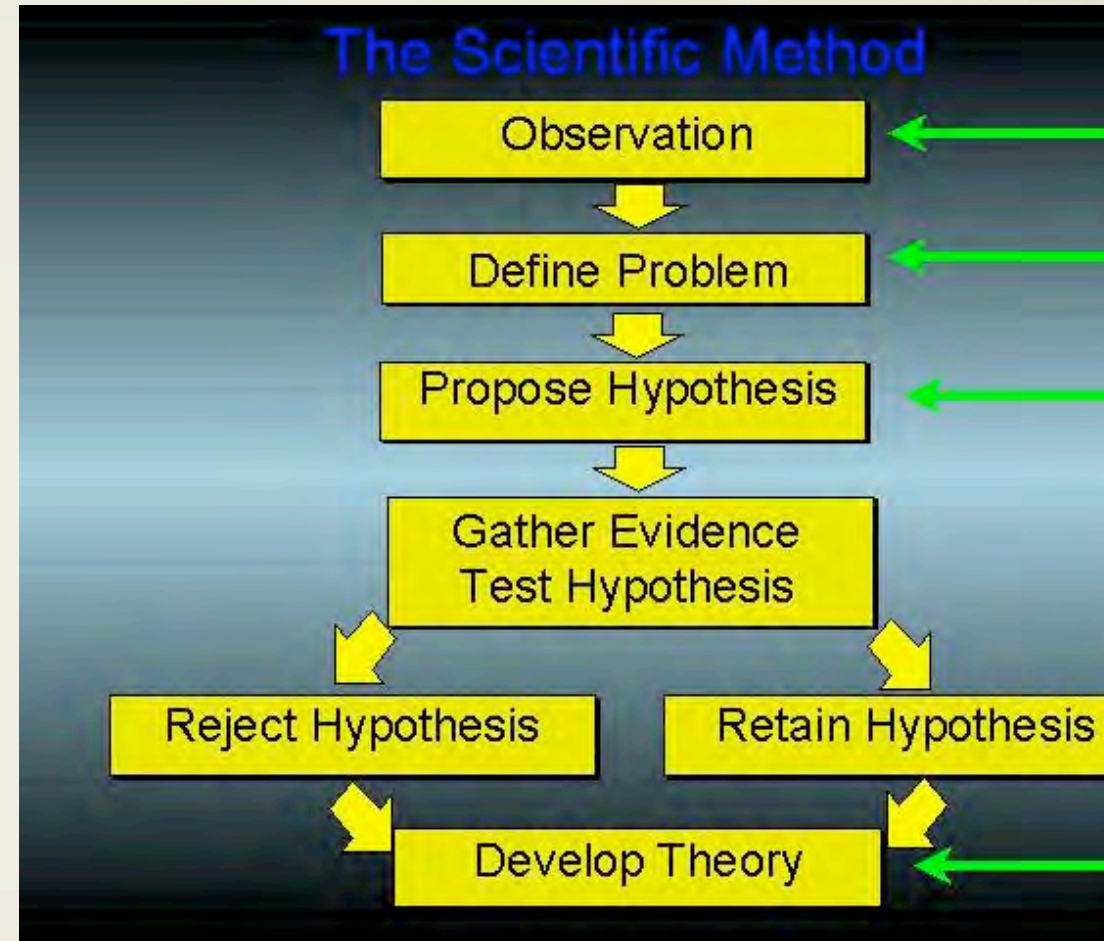 The Scientific Method
Observation
Define Problem
Propose Hypothesis
Gather Evidence
Test Hypothesis
Reject Hypothesis
Retain Hypothesis
Develop Theory